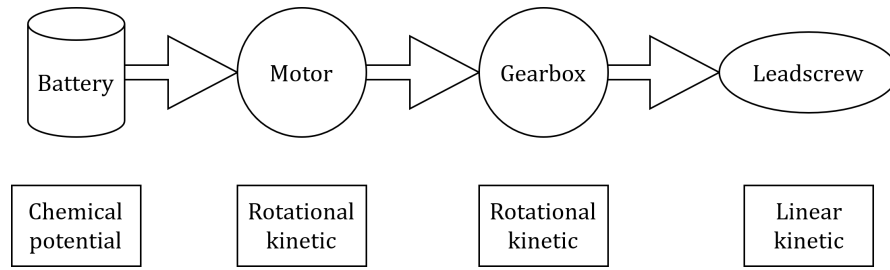 Battery
Motor
Gearbox
Leadscrew
Chemical
potential
Rotational
kinetic
Rotational
kinetic
Linear
kinetic